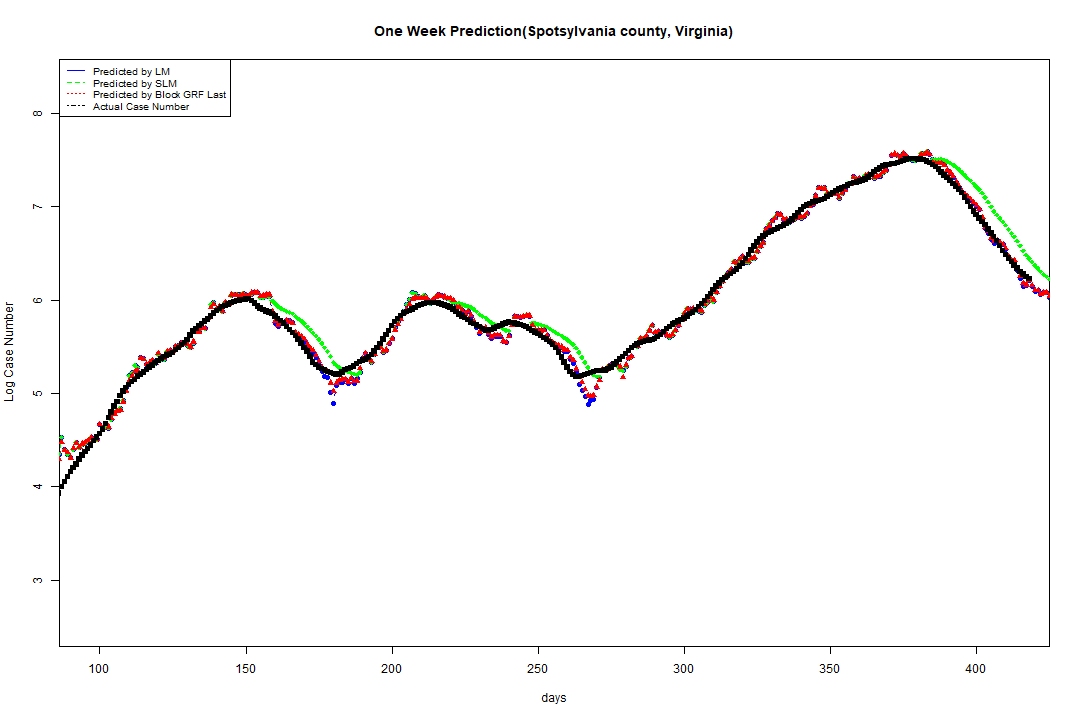 One Week Prediction(Spotsylvania county, Virginia)
Predicted by LM
Predicted by SLM
Predicted by Block GRF Last
Actual Case Number
8
7
6
5
4
3
Log Case Number
100 150 200 250 300 350 400
days